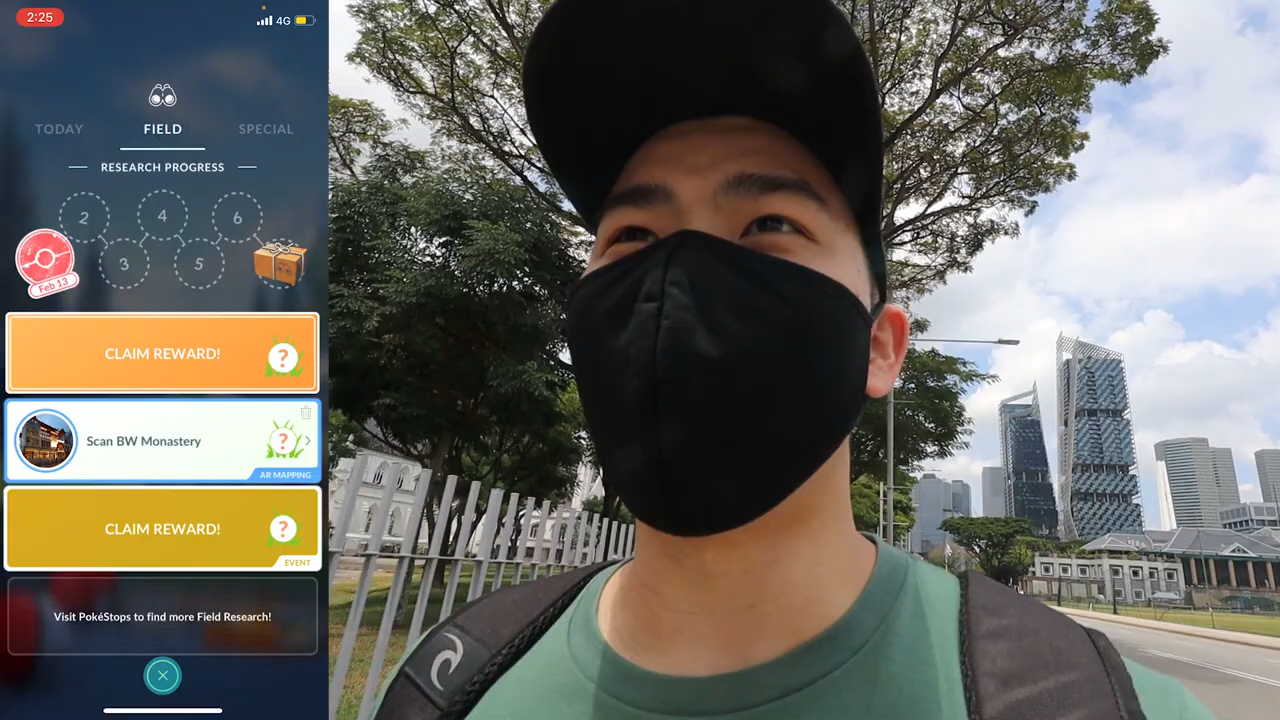 2:25
4G
TODAY
FIELD
SPECIAL
RESEARCH PROGRESS
2
4
6
3
5
Feb 13
CLAIM REWARD!
?
Scan BW Monastery
?
AR MAPPING
CLAIM REWARD!
?
EVENT
Visit PokéStops to find more Field Research!